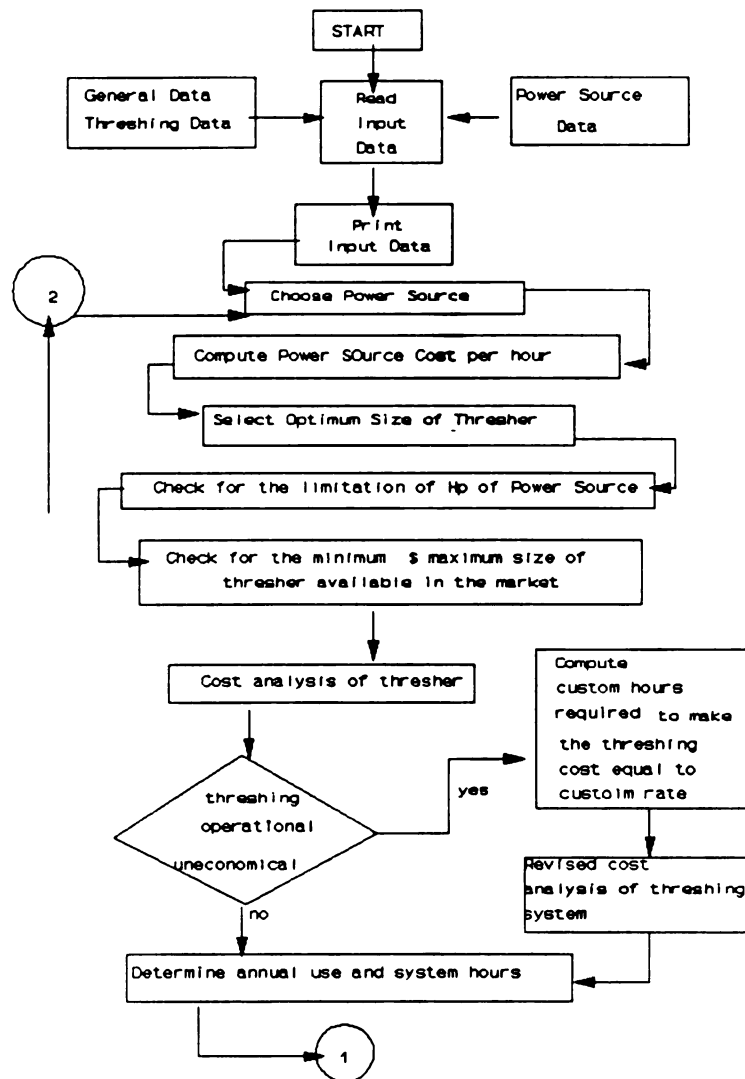 START
General Data
Threshing Data
Read
Input
Data
Power Source
Data
Print
Input Data
2
Choose Power Source
Compute Power SOurce Cost per hour
Select Optimum Size of Thresher
Check for the limitation of Hp of Power Source
Check for the minimum $ maximum size of
thresher available in the market
Cost analysis of thresher
Compute
custom hours
required to make
the threshing
cost equal to
custoim rate
threshing
operational
uneconomical
yes
no
Revised cost
analysis of threshing
system
Determine annual use and system hours
1